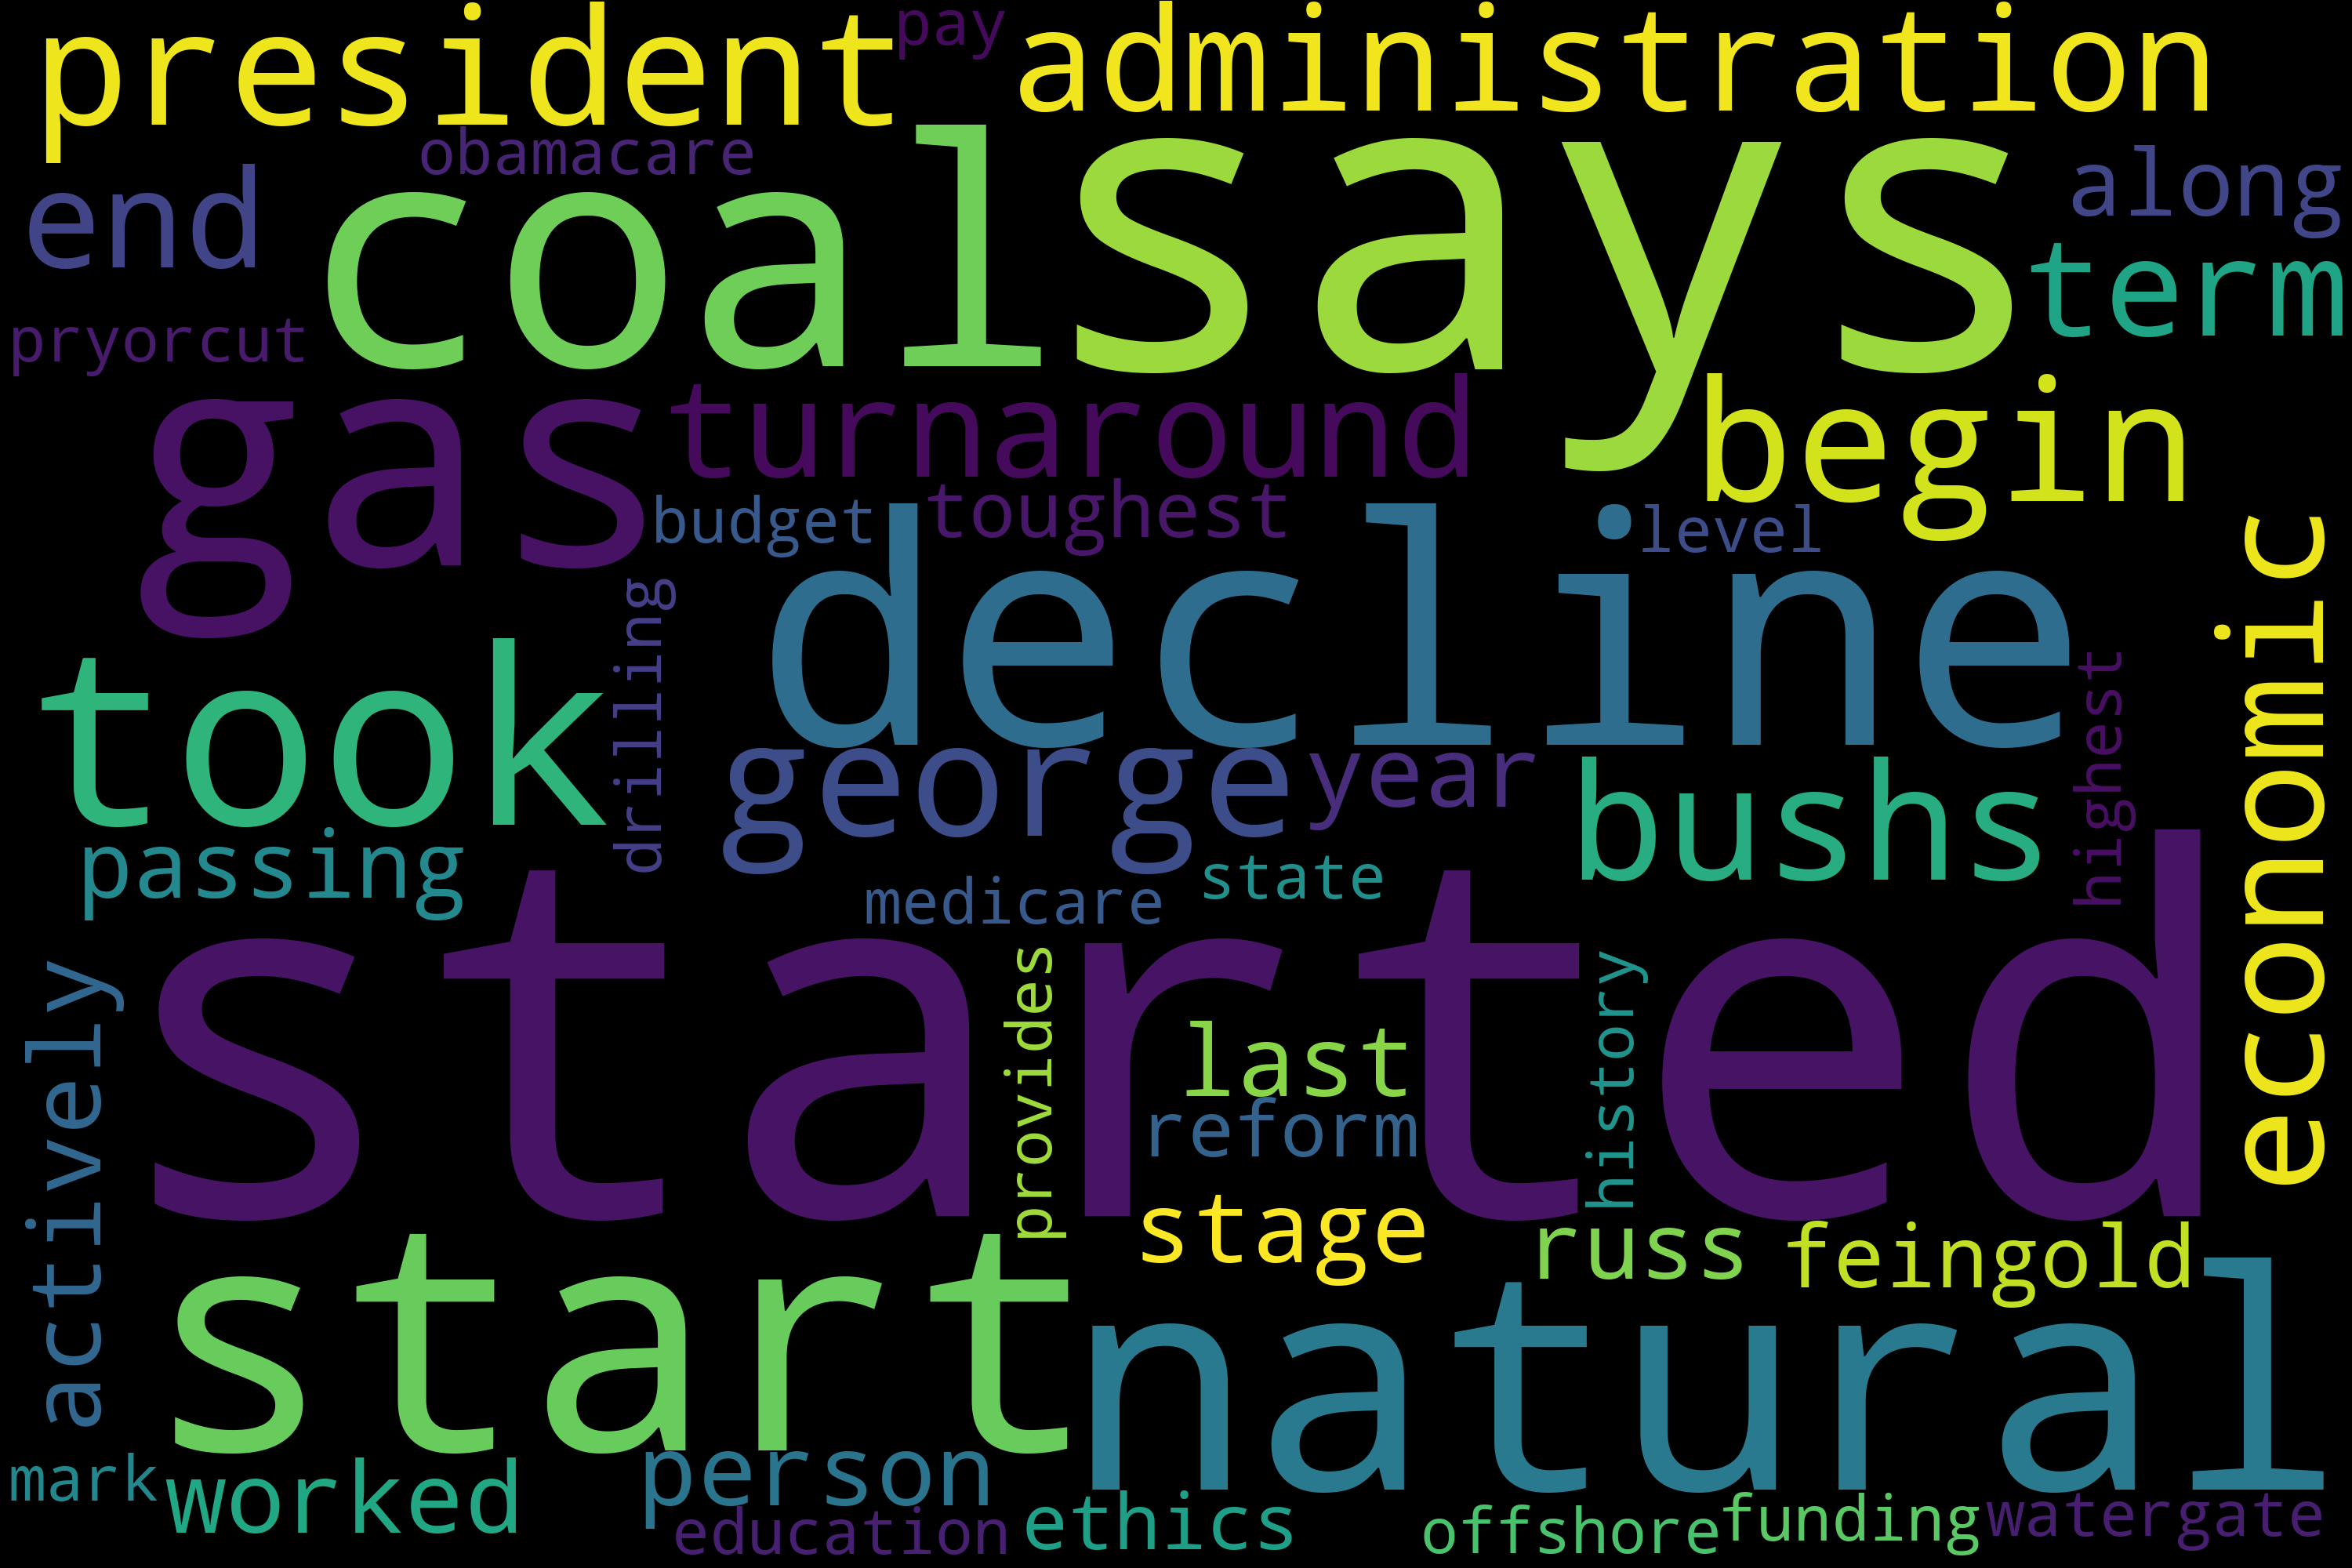 president
pay
administration
obamacare
end
coal
says
along
term
pryorcut
gas
turnaround
begin
budget
toughest
level
decline
economic
drilling
took
george
year
bushs
highest
passing
medicare
state
started
actively
provides
last
history
reform
stage
russ
feingold
start
natural
mark
worked
person
education
ethics
offshore
funding
watergate